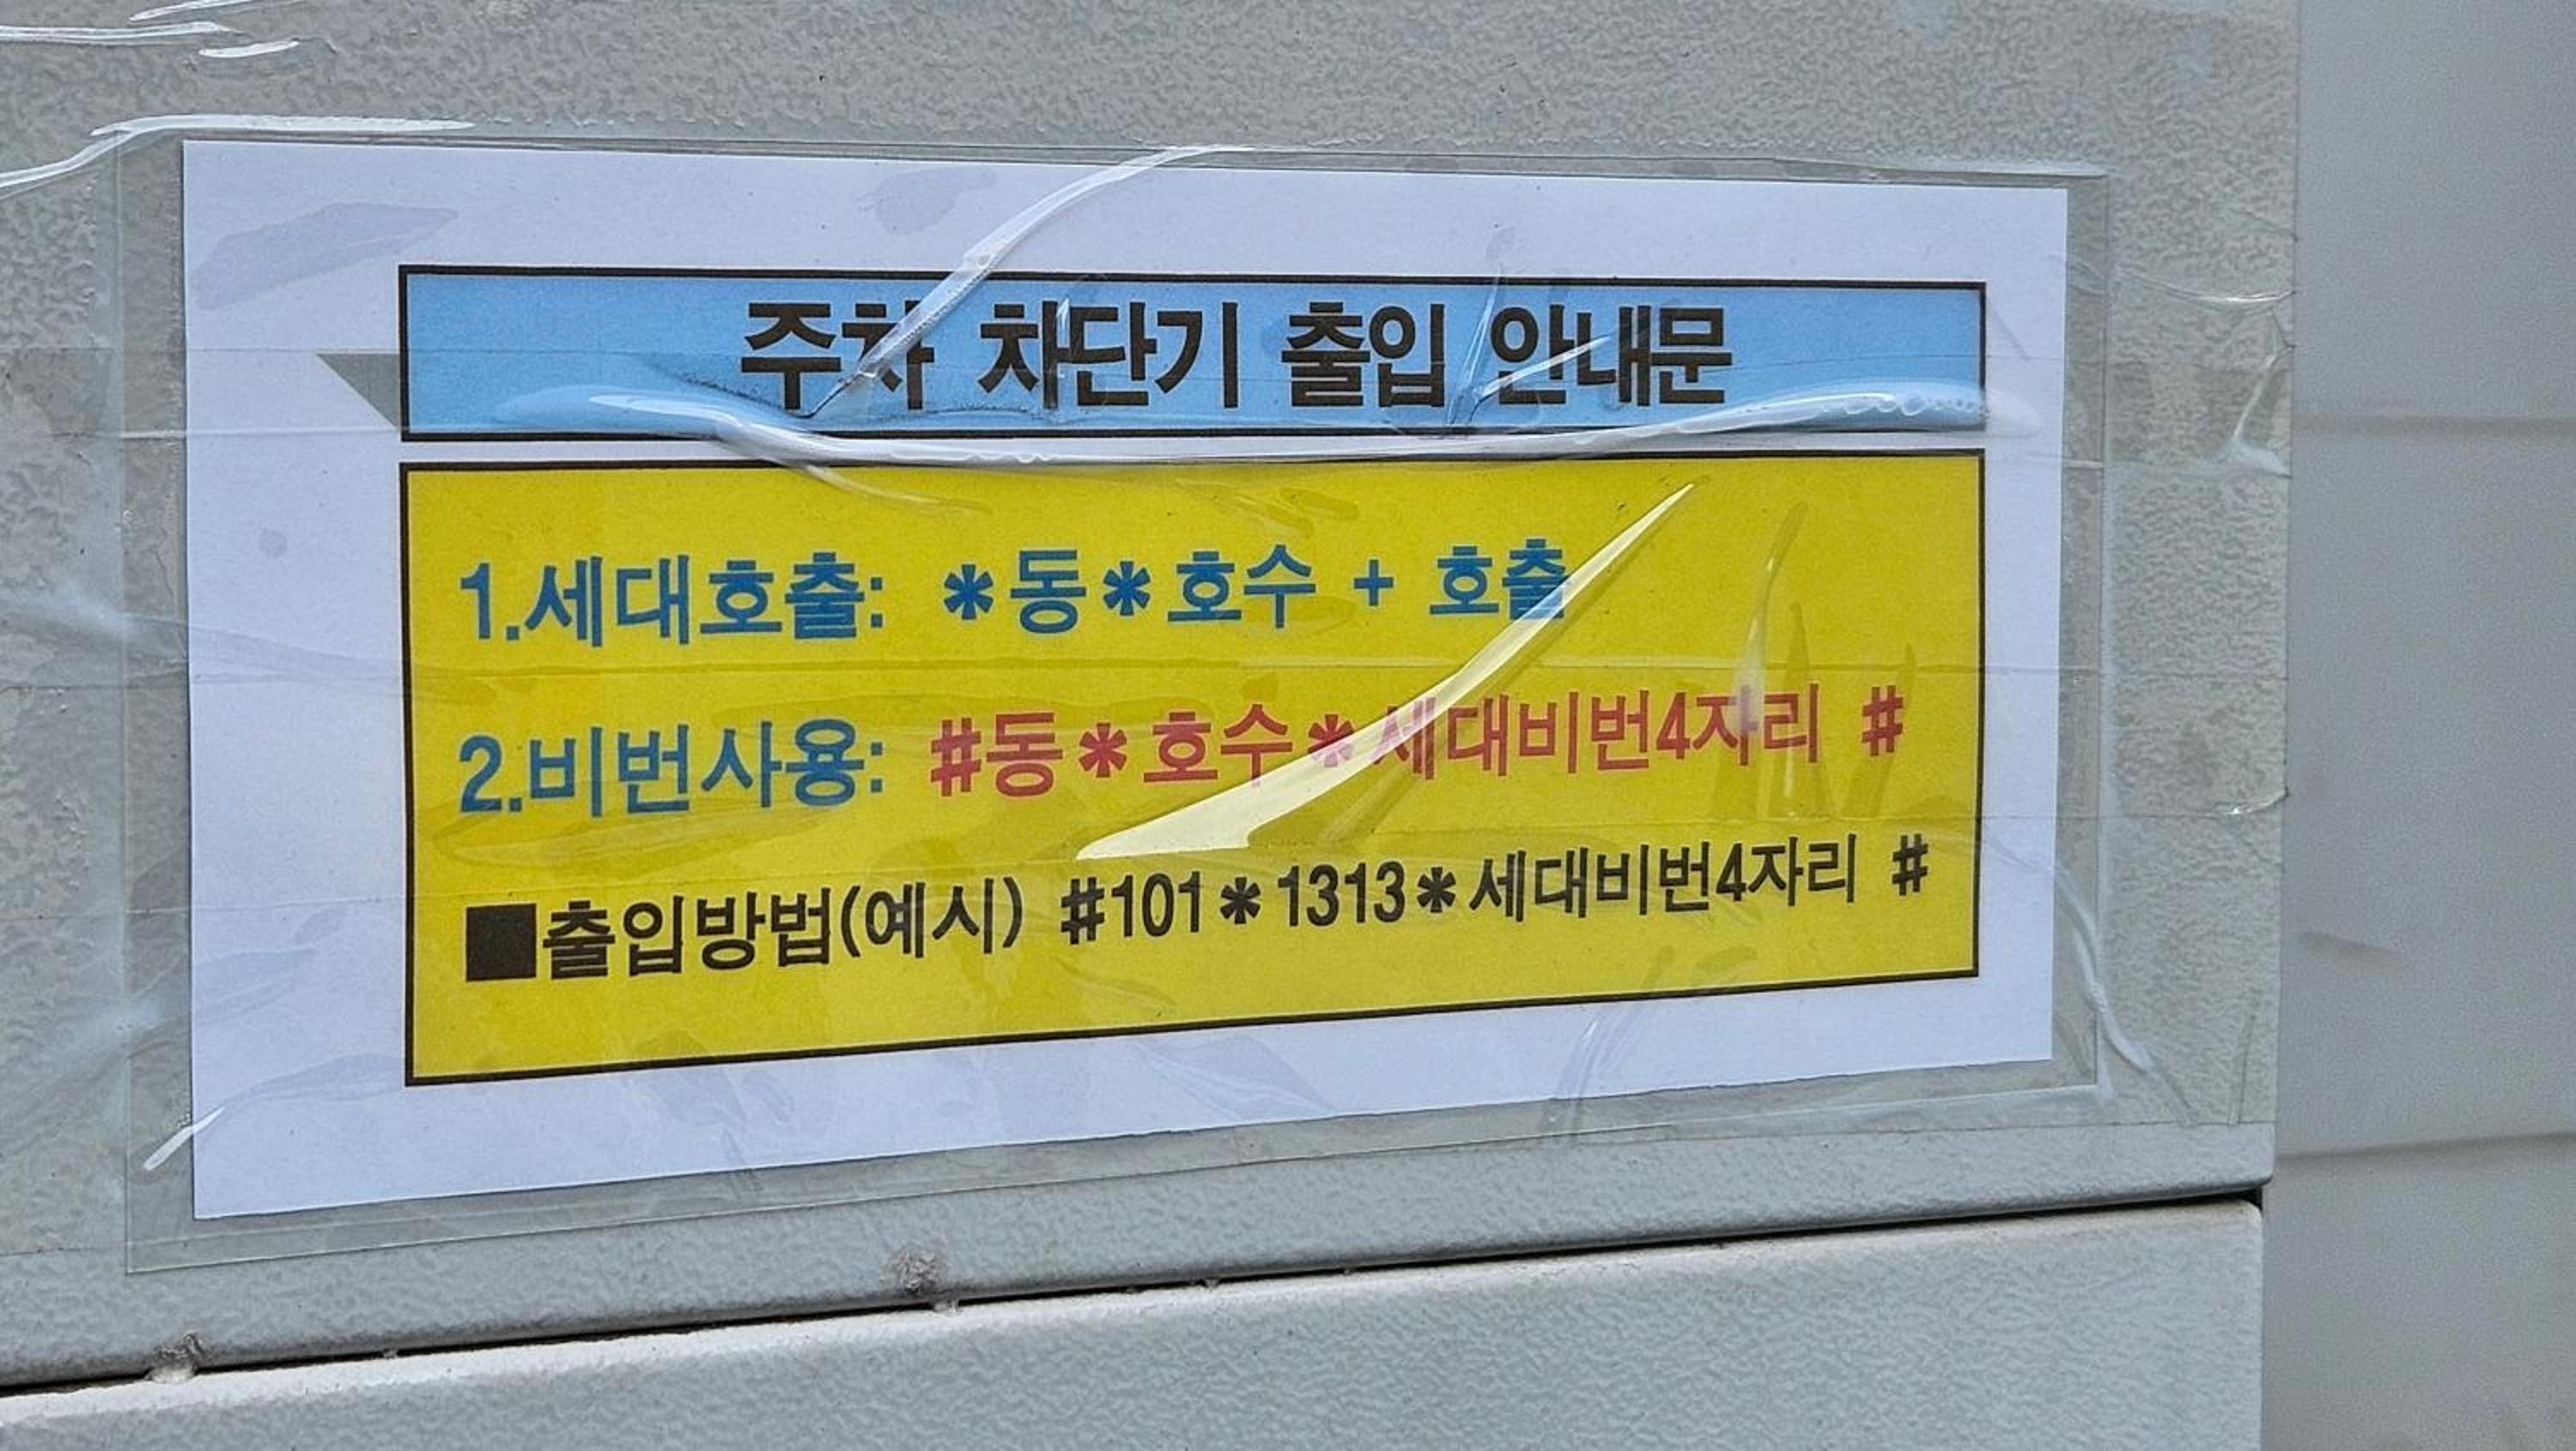 주차 차단기 출입 안내문
1.세대호출: *동*호수 + 호출
2.비번사용: #동*호수*세대비번4자리 #
■출입방법(예시) #101*1313*세대비번4자리 #